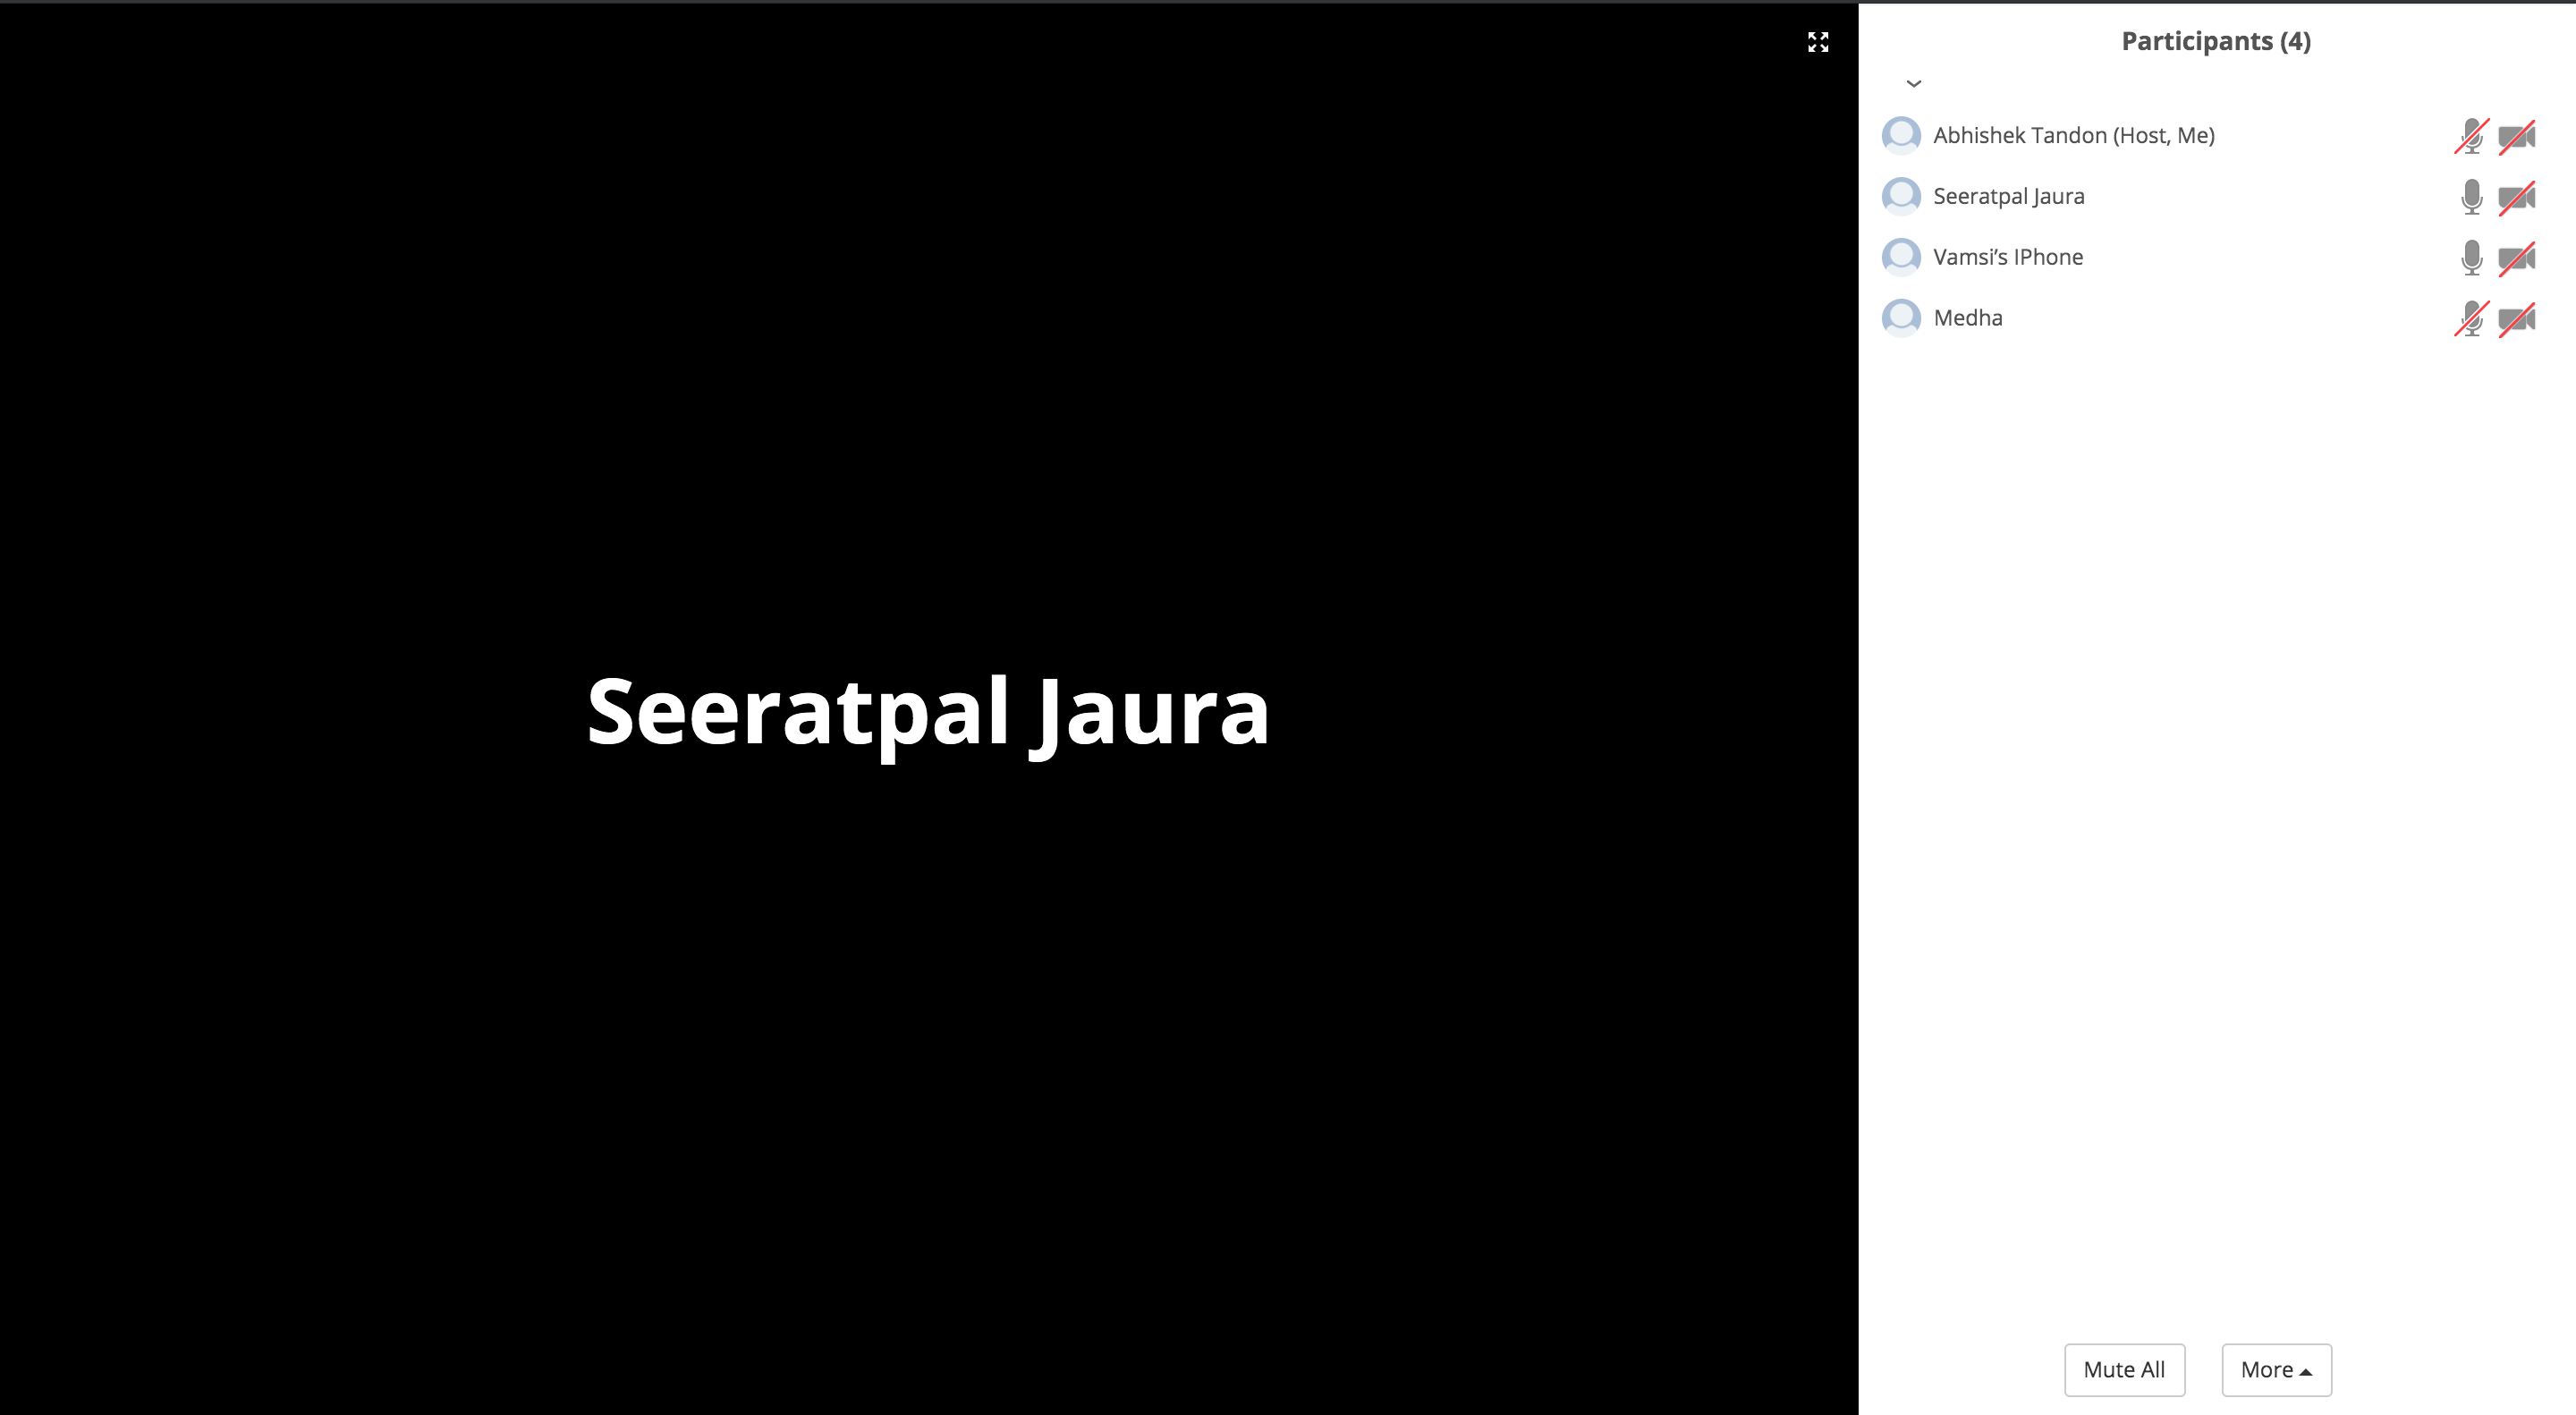 Participants (4)
Abhishek Tandon (Host, Me)
Seeratpal Jaura
Vamsi’s IPhone
Medha
Seeratpal Jaura
Mute All
More